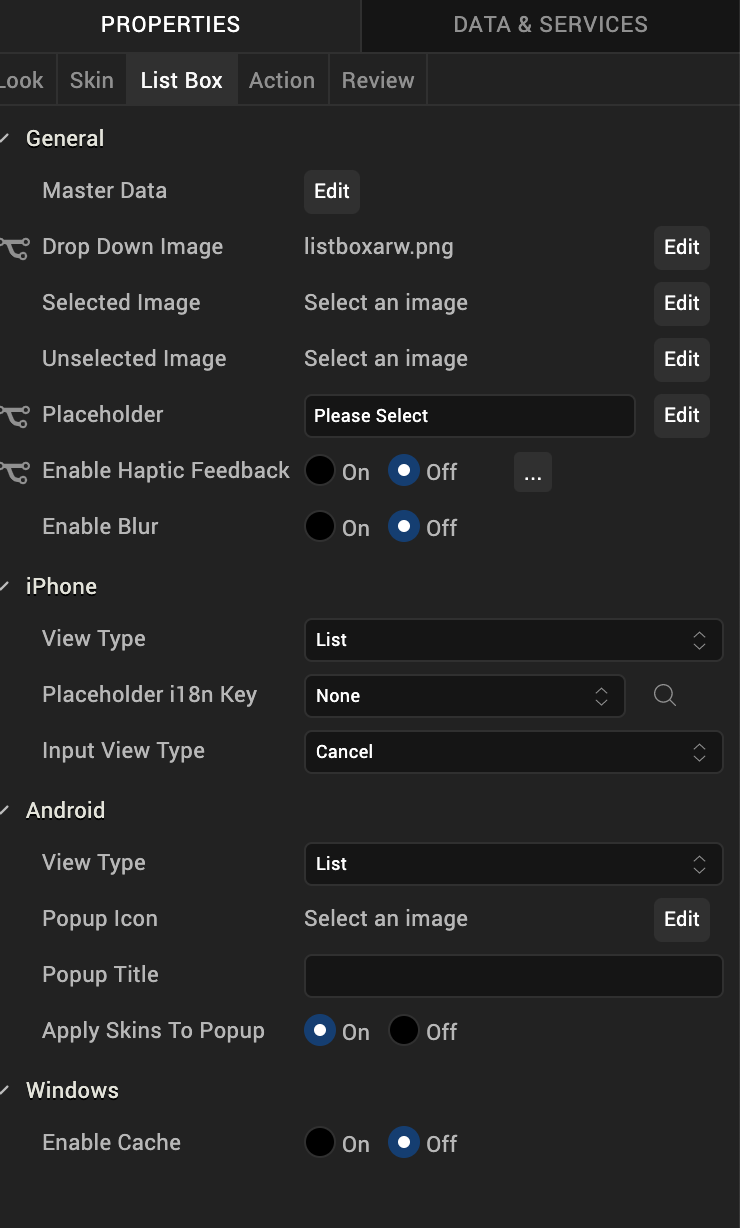 PROPERTIES DATA & SERVICES
Look Skin List Box Action Review
General
Master Data Edit
Drop Down Image listboxarw.png Edit
Selected Image Select an image Edit
Unselected Image Select an image Edit
Placeholder Please Select Edit
Enable Haptic Feedback On Off ...
Enable Blur On Off
iPhone
View Type List
Placeholder i18n Key None
Input View Type Cancel
Android
View Type List
Popup Icon Select an image Edit
Popup Title
Apply Skins To Popup On Off
Windows
Enable Cache On Off